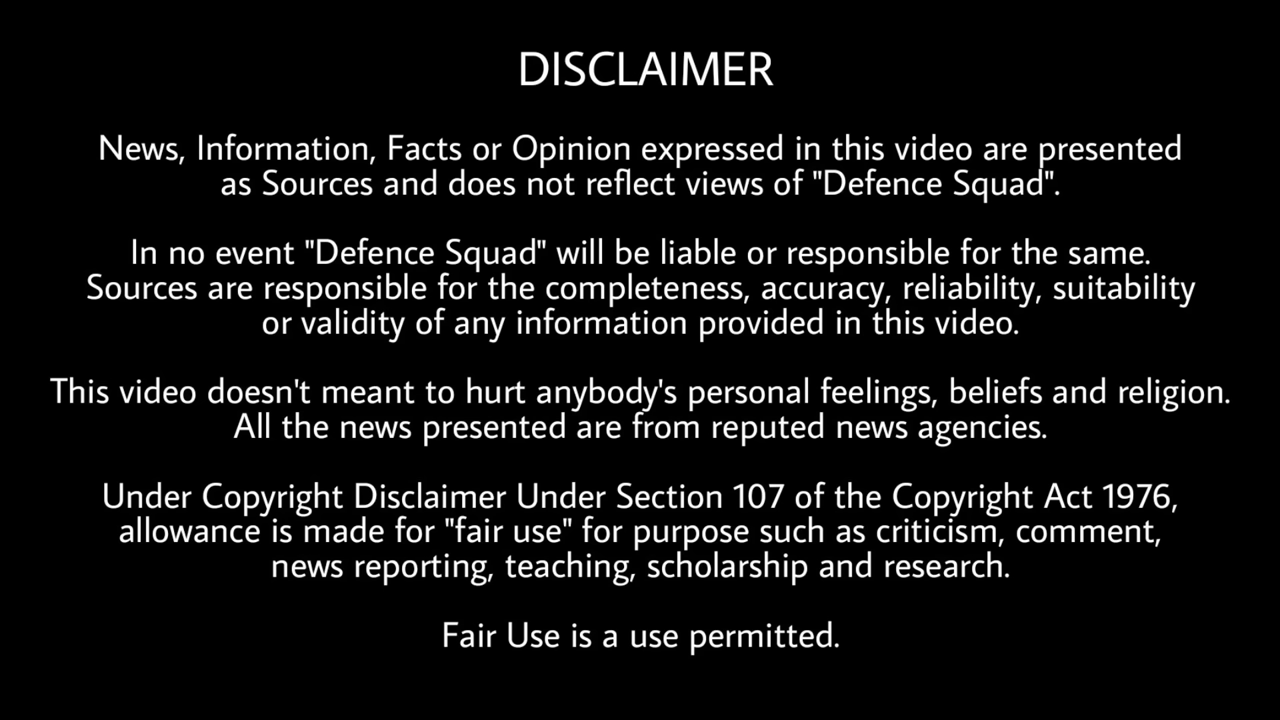 DISCLAIMER
News, Information, Facts or Opinion expressed in this video are presented
as Sources and does not reflect views of "Defence Squad".
In no event "Defence Squad" will be liable or responsible for the same.
Sources are responsible for the completeness, accuracy, reliability, suitability
or validity of any information provided in this video.
This video doesn't meant to hurt anybody's personal feelings, beliefs and religion.
All the news presented are from reputed news agencies.
Under Copyright Disclaimer Under Section 107 of the Copyright Act 1976,
allowance is made for "fair use" for purpose such as criticism, comment,
news reporting, teaching, scholarship and research.
Fair Use is a use permitted.